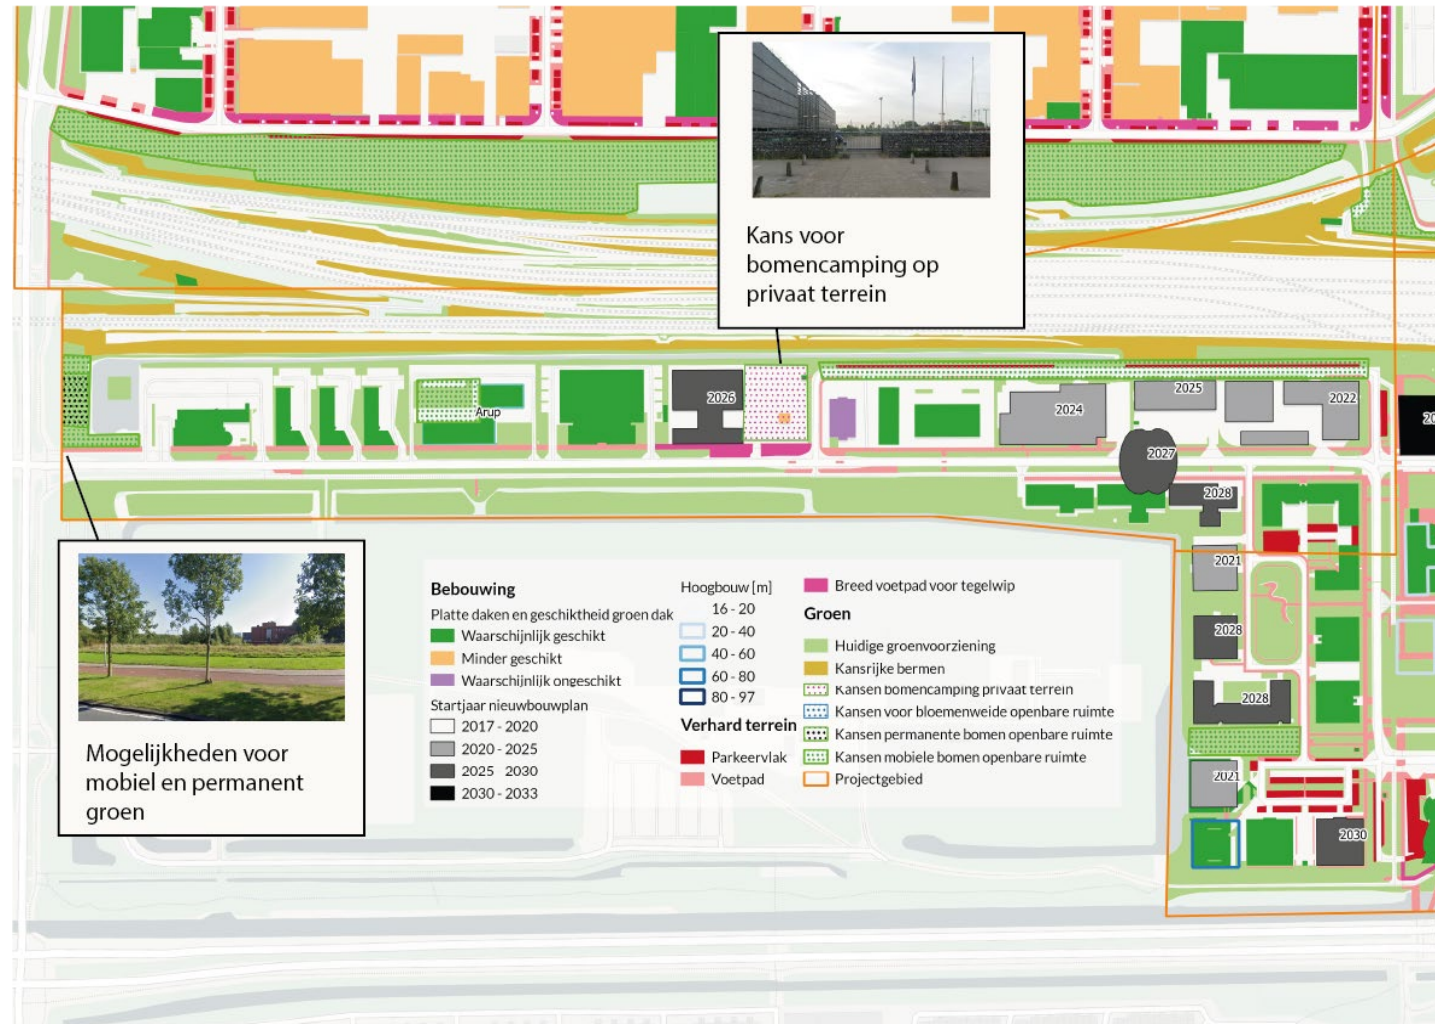 Kans voor
bomencamping op
privaat terrein
2026
Arup
2024
2025
2022
20
2027
2028
2021
2028
2028
2021
2030
Mogelijkheden voor
mobiel en permanent
groen
Bebouwing
Platte daken en geschiktheid groen dak
Waarschijnlijk geschikt
Minder geschikt
Waarschijnlijk ongeschikt
Startjaar nieuwbouwplan
2017 - 2020
2020 - 2025
2025 2030
2030 - 2033
Hoogbouw [m]
16 - 20
20 - 40
40 - 60
60 - 80
80 - 97
Verhard terrein
Parkeervlak
Voetpad
Breed voetpad voor tegelwip
Groen
Huidige groenvoorziening
Kansrijke bermen
Kansen bomencamping privaat terrein
Kansen voor bloemenweide openbare ruimte
Kansen permanente bomen openbare ruimte
Kansen mobiele bomen openbare ruimte
Projectgebied